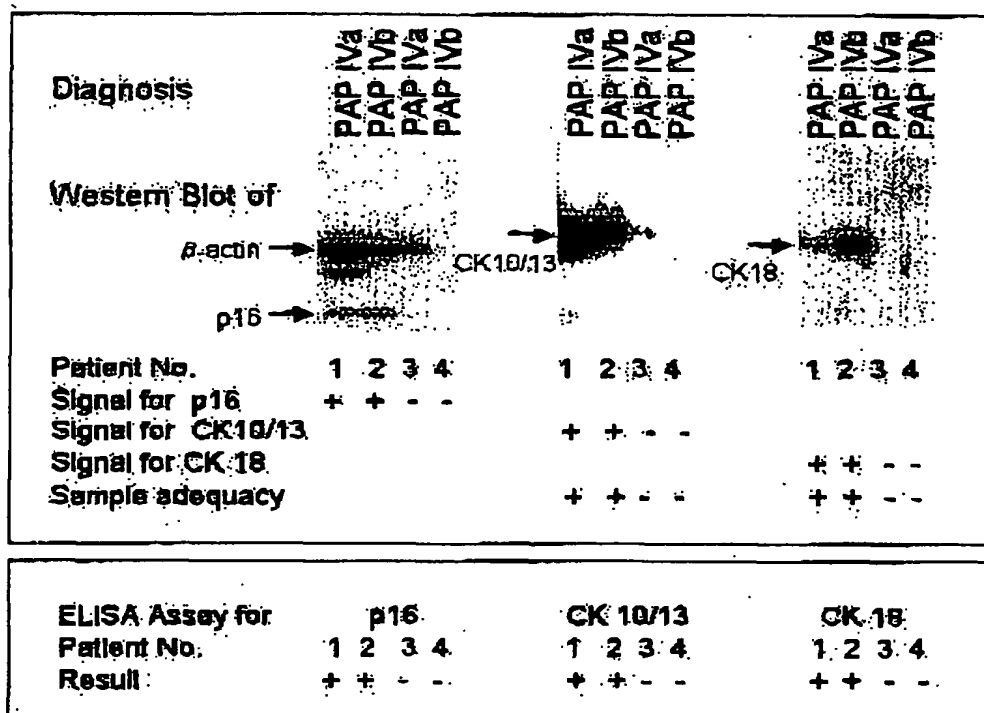 Diagnosis
PAP IVa PAP IVb PAP IVa PAP IVb PAP IVa PAP IVb PAP IVa PAP IVb PAP IVa PAP IVb PAP IVa PAP IVb
Western Blot of
β-actin
CK10/13
CK18
p16
Patient No. 1 2 3 4 1 2 3 4 1 2 3 4
Signal for p16 + + - -
Signal for CK10/13 + + - -
Signal for CK 18 + + - -
Sample adequacy + + - - + + - -
ELISA Assay for p16 CK 10/13 CK 18
Patient No. 1 2 3 4 1 2 3 4 1 2 3 4
Result + + - - + + - - + + - -